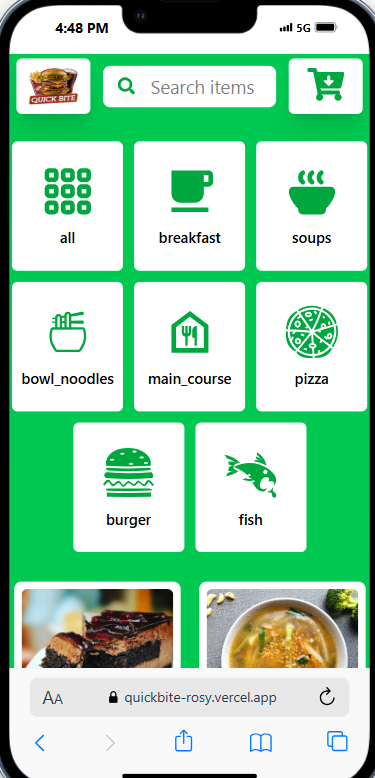 4:48 PM 5G
QUICK BITE Search items
all breakfast soups
bowl_noodles main_course pizza
burger fish
AA quickbite-rosy.vercel.app